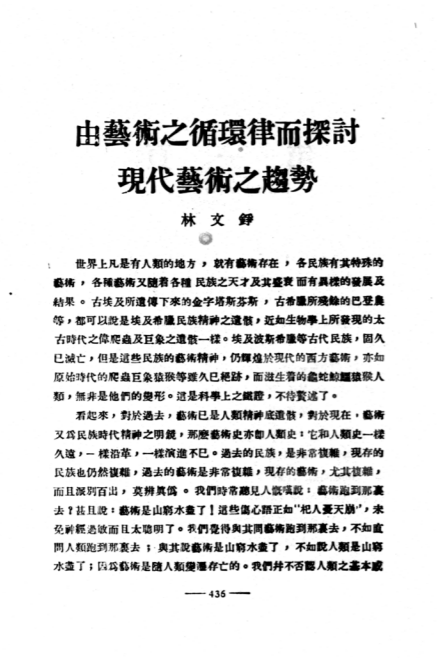 由藝術之循環律而探討
現代藝術之趨勢
林文錚
世界上凡是有人類的地方,就有藝術存在,各民族有其特殊的
藝術,各種藝術又隨着各種民族之天才及其盛衰而有異樣的發展及
結果。古埃及所遺傳下來的金字塔斯芬斯,古希臘所殘餘的巴登農
等,都可以說是埃及希臘民族精神之遺骸,近如生物學上所發現的太
古時代之偉爬蟲及巨象之遺骸一樣。埃及波斯希臘等古代民族,固久
已滅亡,但是這些民族的藝術精神,仍輝煌於現代的西方藝術,亦如
原始時代的爬蟲巨象猿猴等雖久已絕跡,而滋生着的龜蛇鯨鱷猿猴人
類,無非是他們的變形。這是科學上之鐵證,不待贅述了。
看起來,對於過去,藝術已是人類精神底遺骸,對於現在,藝術
又爲民族時代精神之明鏡,那麼藝術史亦卽人類史:它和人類史一樣
久遠,一樣沿革,一樣演進不已。過去的民族,是非常複雜,現存的
民族也仍然複雜,過去的藝術是非常複雜,現存的藝術,尤其複雜,
而且派別百出,莫辨眞僞。我們時常聽見人慨嘆說:藝術跑到那裏
去?甚且說:藝術是山窮水盡了!這些傷心語正如"杞人憂天崩",未
免神經過敏而且太聰明了。我們覺得與其問藝術跑到那裏去,不如直
問人類跑到那裏去;與其說藝術是山窮水盡了,不如說人類是山窮
水盡了;因爲藝術是隨人類變遷存亡的。我們幷不否認人類之基本感
436